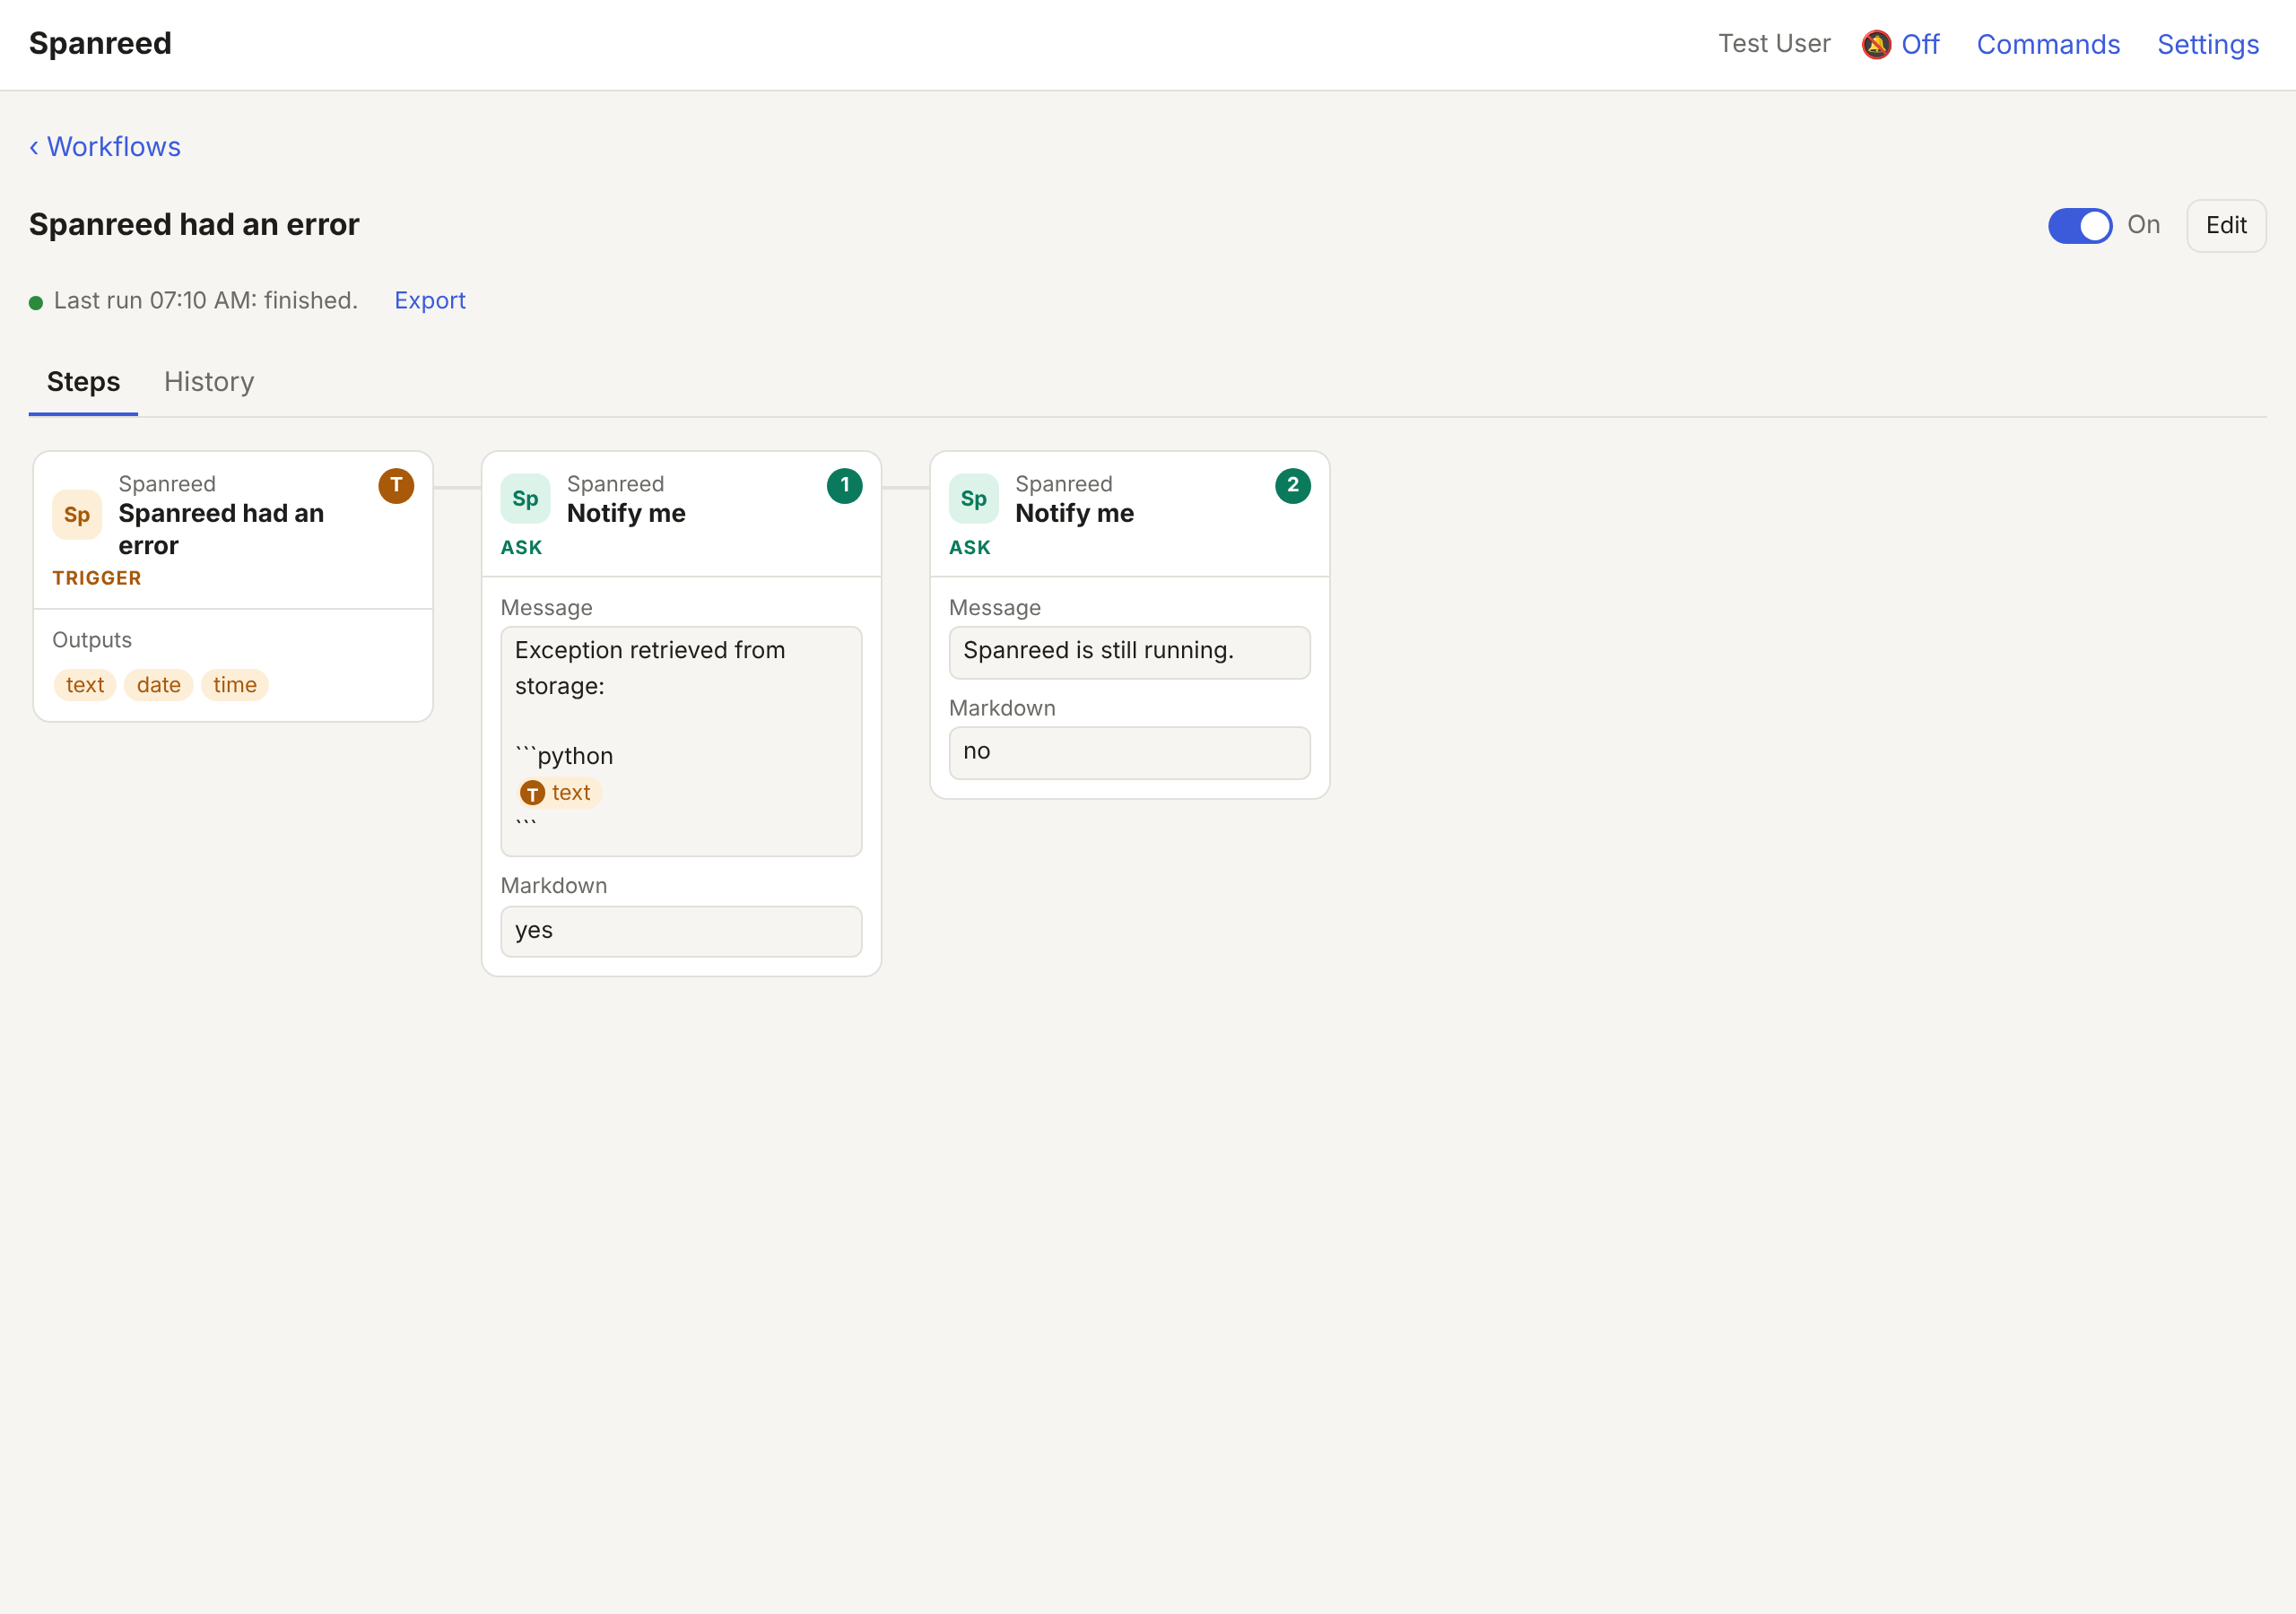 Spanreed
Test User
Off
Commands
Settings
‹ Workflows
Spanreed had an error
On
Edit
Last run 07:10 AM: finished.
Export
Steps
History
Sp
Spanreed
Spanreed had an
error
T
TRIGGER
Outputs
text
date
time
Sp
Spanreed
Notify me
1
ASK
Message
Exception retrieved from
storage:
```python
T text
```
Markdown
yes
Sp
Spanreed
Notify me
2
ASK
Message
Spanreed is still running.
Markdown
no